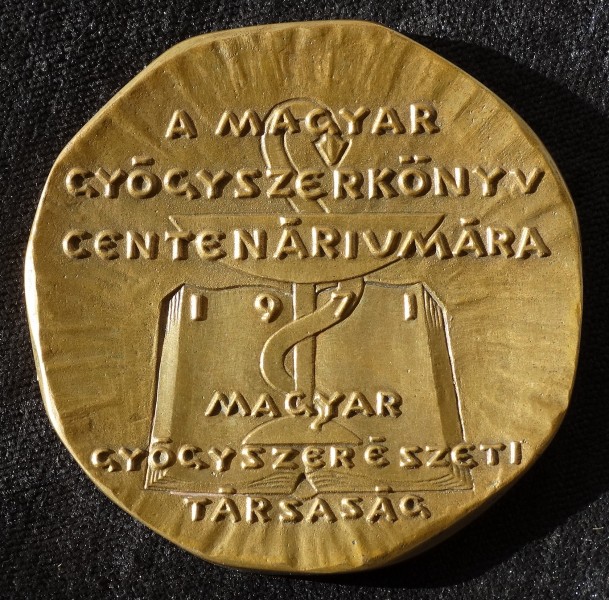 A MAGYAR
GYÓGYSZERKÖNYV
CENTENÁRIUMÁRA
1971
MAGYAR
GYÓGYSZERÉSZETI
TÁRSASÁG